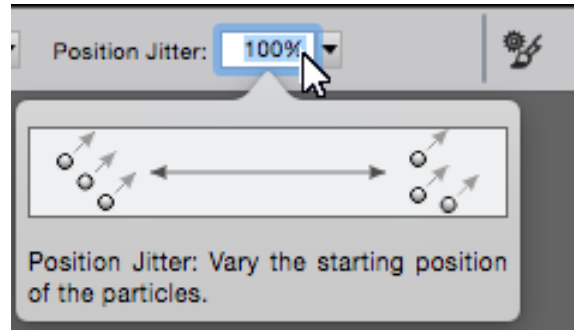 Position Jitter: 100%
Position Jitter: Vary the starting position
of the particles.